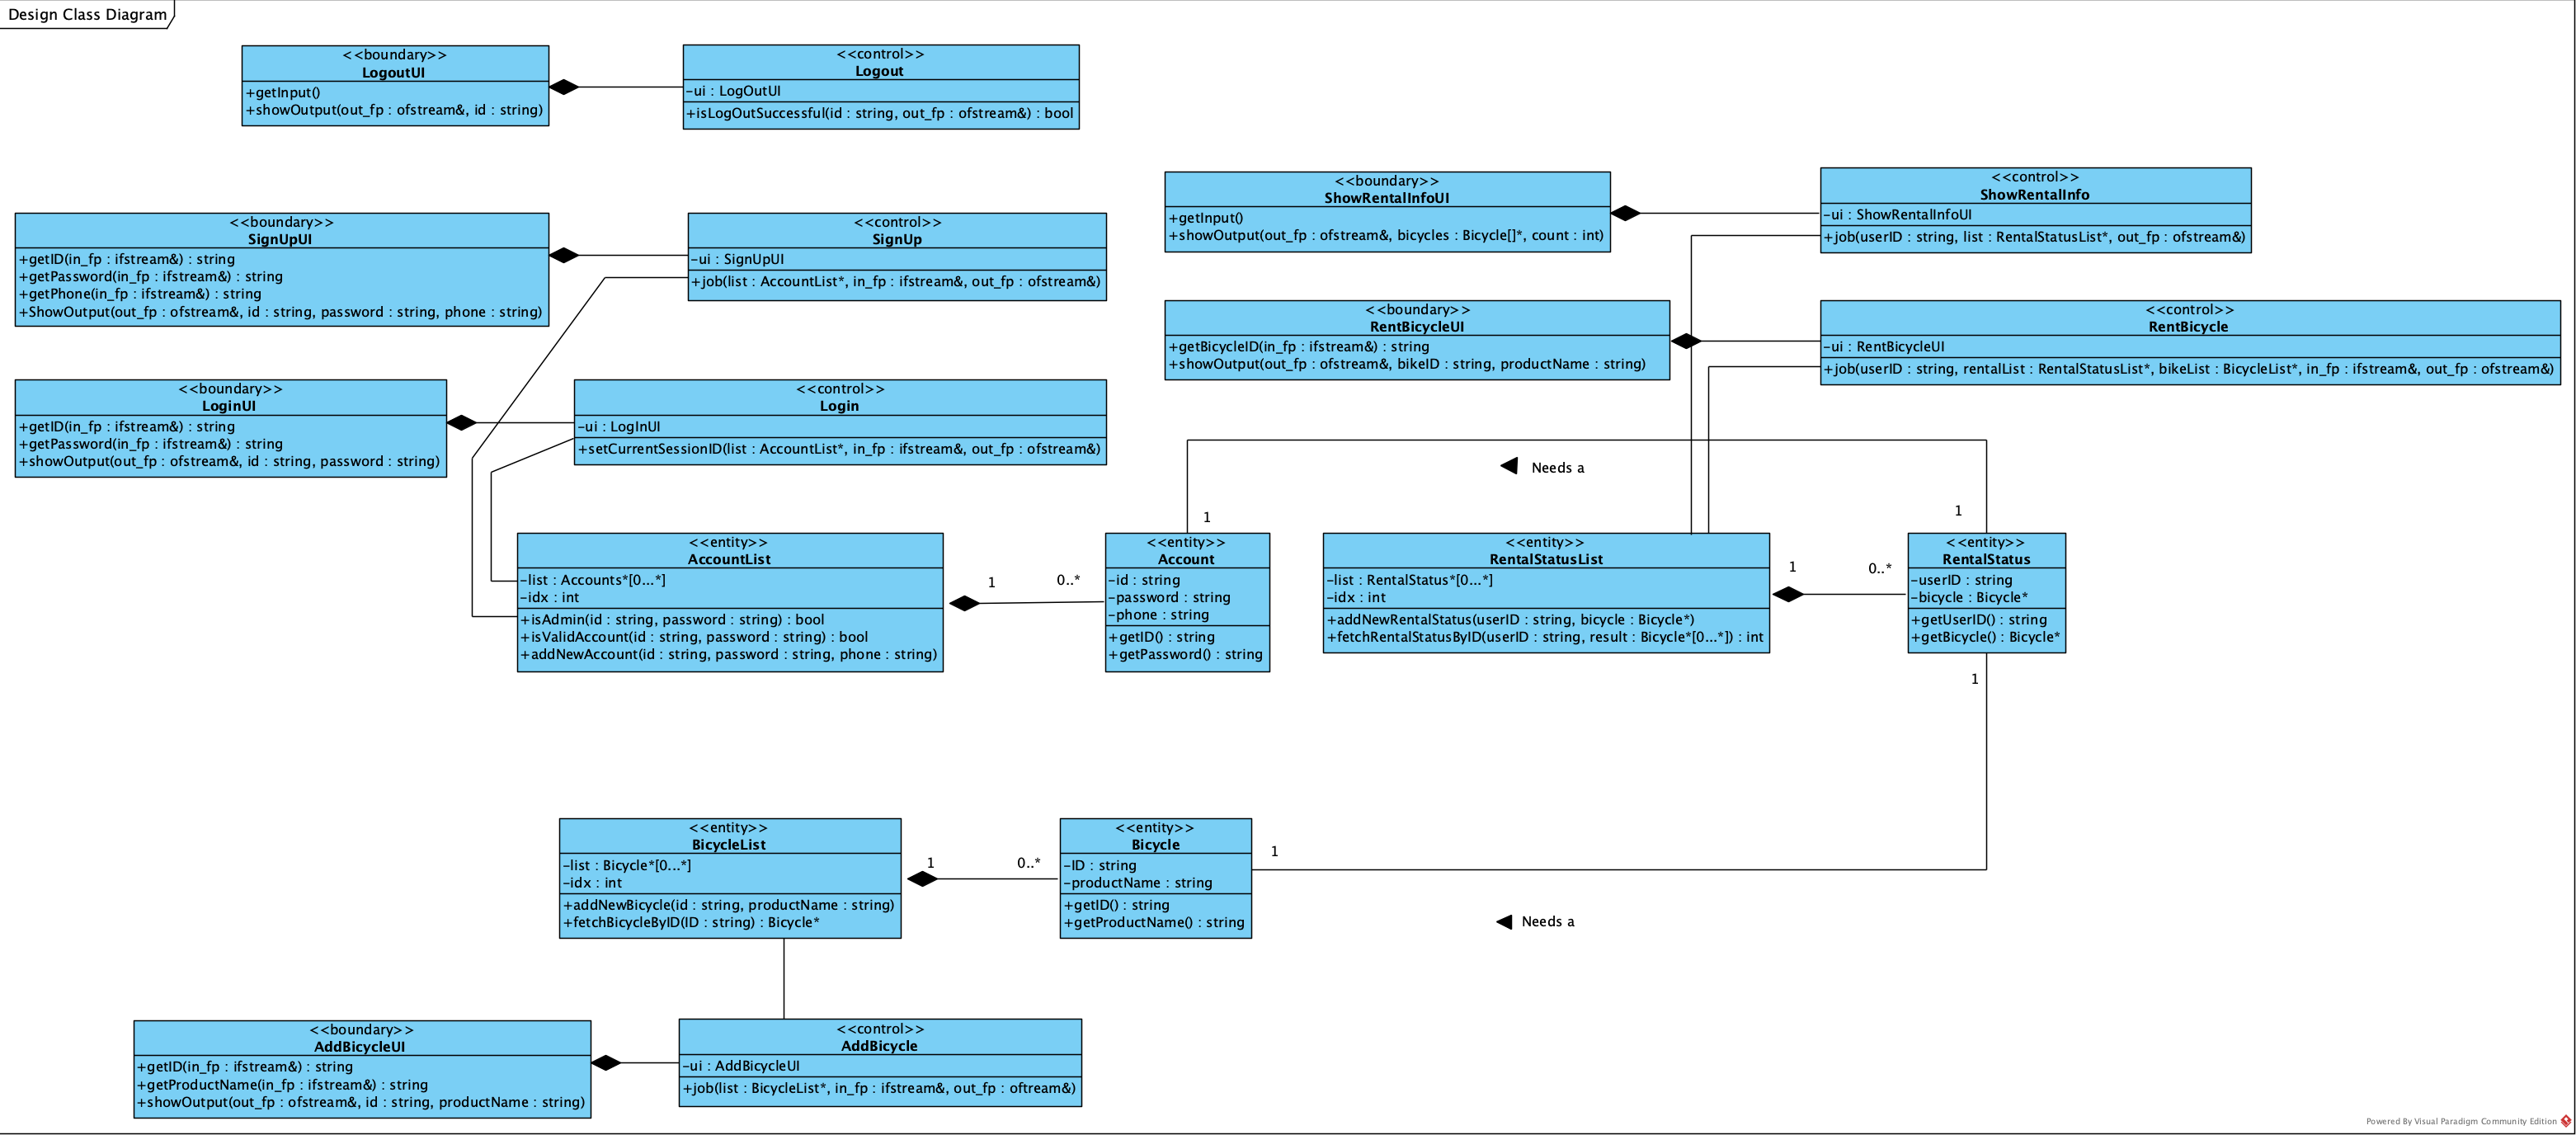 Design Class Diagram
<<boundary>>
LogoutUI
+getInput()
+showOutput(out_fp : ofstream&, id : string)
<<control>>
Logout
-ui : LogOutUI
+isLogOutSuccessful(id : string, out_fp : ofstream&) : bool
<<boundary>>
SignUpUI
+getID(in_fp : ifstream&) : string
+getPassword(in_fp : ifstream&) : string
+getPhone(in_fp : ifstream&) : string
+ShowOutput(out_fp : ofstream&, id : string, password : string, phone : string)
<<control>>
SignUp
-ui : SignUpUI
+job(list : AccountList*, in_fp : ifstream&, out_fp : ofstream&)
<<boundary>>
ShowRentalInfoUI
+getInput()
+showOutput(out_fp : ofstream&, bicycles : Bicycle[]*, count : int)
<<control>>
ShowRentalInfo
-ui : ShowRentalInfoUI
+job(userID : string, list : RentalStatusList*, out_fp : ofstream&)
<<boundary>>
RentBicycleUI
+getBicycleID(in_fp : ifstream&) : string
+showOutput(out_fp : ofstream&, bikeID : string, productName : string)
<<control>>
RentBicycle
-ui : RentBicycleUI
+job(userID : string, rentalList : RentalStatusList*, bikeList : BicycleList*, in_fp : ifstream&, out_fp : ofstream&)
<<boundary>>
LoginUI
+getID(in_fp : ifstream&) : string
+getPassword(in_fp : ifstream&) : string
+showOutput(out_fp : ofstream&, id : string, password : string)
<<control>>
Login
-ui : LogInUI
+setCurrentSessionID(list : AccountList*, in_fp : ifstream&, out_fp : ofstream&)
Needs a
1
1
<<entity>>
AccountList
-list : Accounts*[0...*]
-idx : int
+isAdmin(id : string, password : string) : bool
+isValidAccount(id : string, password : string) : bool
+addNewAccount(id : string, password : string, phone : string)
1
0..*
<<entity>>
Account
-id : string
-password : string
-phone : string
+getID() : string
+getPassword() : string
<<entity>>
RentalStatusList
-list : RentalStatus*[0...*]
-idx : int
+addNewRentalStatus(userID : string, bicycle : Bicycle*)
+fetchRentalStatusByID(userID : string, result : Bicycle*[0...*]) : int
1
0..*
<<entity>>
RentalStatus
-userID : string
-bicycle : Bicycle*
+getUserID() : string
+getBicycle() : Bicycle*
1
<<entity>>
BicycleList
-list : Bicycle*[0...*]
-idx : int
+addNewBicycle(id : string, productName : string)
+fetchBicycleByID(ID : string) : Bicycle*
1
0..*
<<entity>>
Bicycle
-ID : string
-productName : string
+getID() : string
+getProductName() : string
1
Needs a
<<boundary>>
AddBicycleUI
+getID(in_fp : ifstream&) : string
+getProductName(in_fp : ifstream&) : string
+showOutput(out_fp : ofstream&, id : string, productName : string)
<<control>>
AddBicycle
-ui : AddBicycleUI
+job(list : BicycleList*, in_fp : ifstream&, out_fp : oftream&)
Powered By Visual Paradigm Community Edition